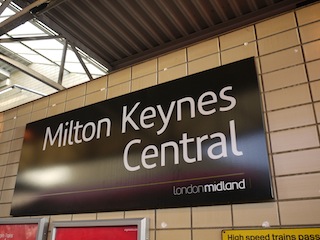 Milton Keynes
Central
londonmidland
High speed trains pass